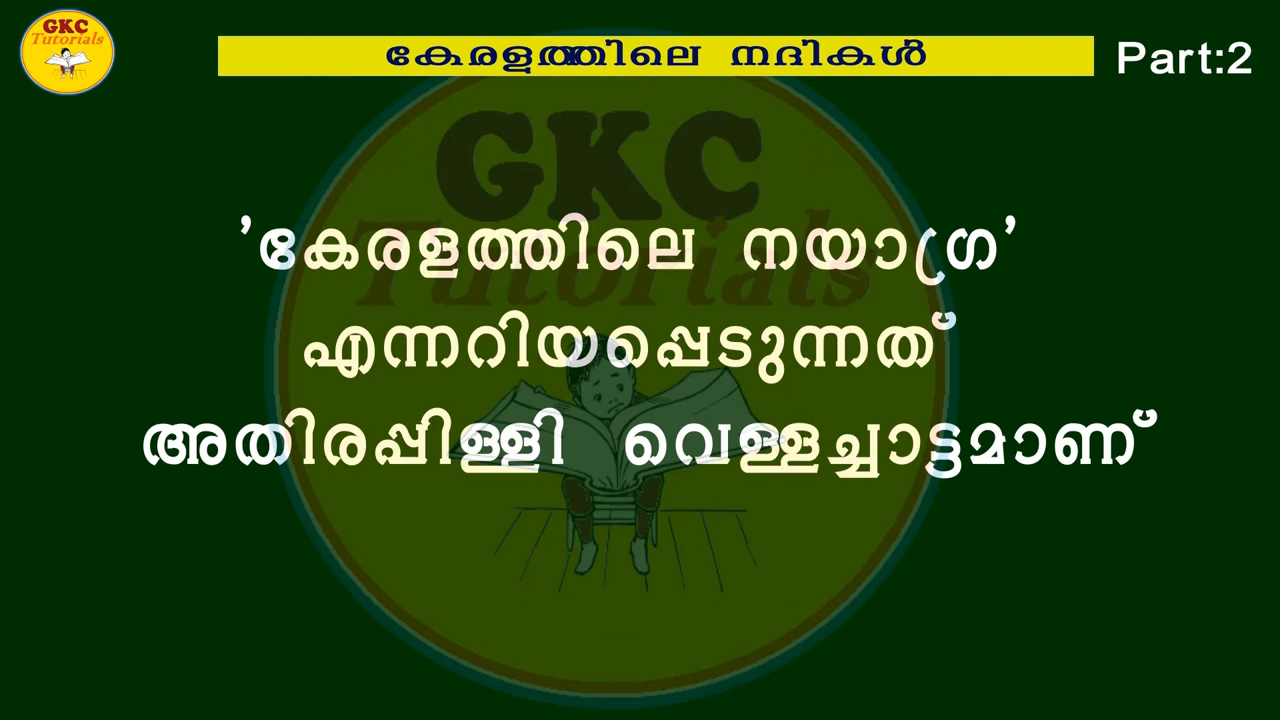 GKC
Tutorials
കേരളത്തിലെ നദികൾ
Part:2
GKC
Tutorials
'കേരളത്തിലെ നയാഗ്ര'
എന്നറിയപ്പെടുന്നത്
അതിരപ്പിള്ളി വെള്ളച്ചാട്ടമാണ്